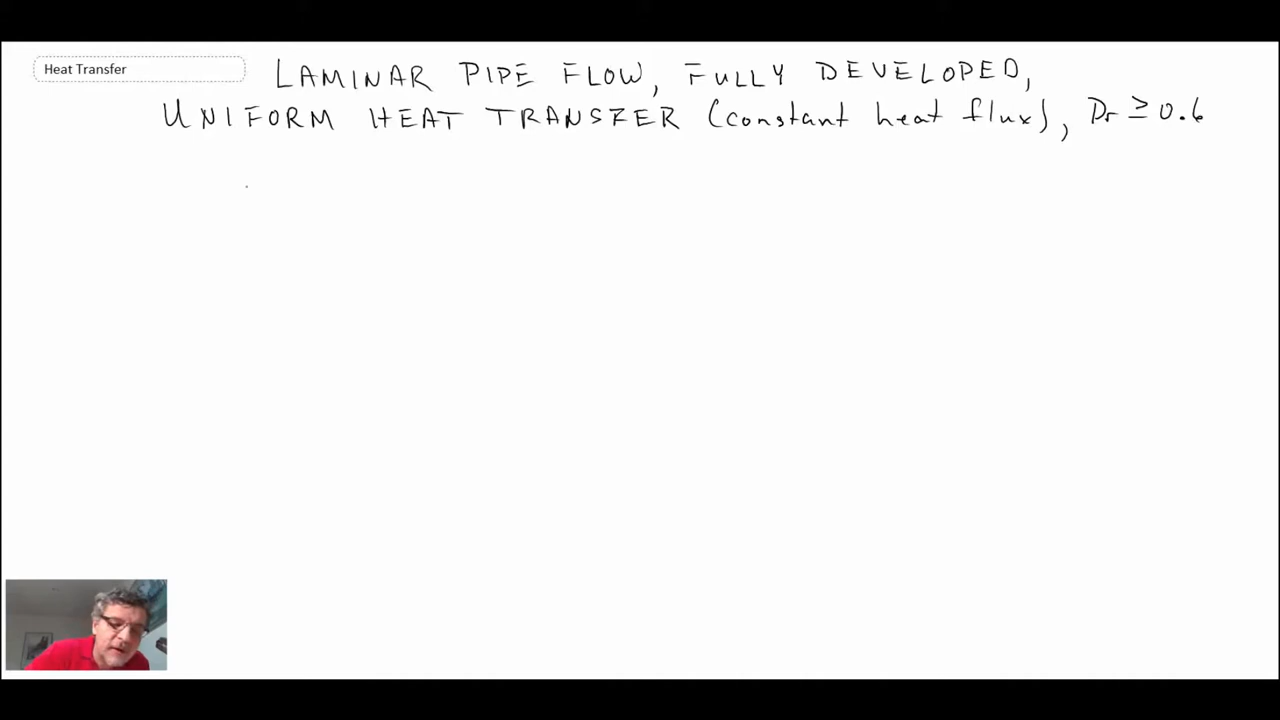 Heat Transfer
LAMINAR PIPE FLOW, FULLY DEVELOPED,
UNIFORM HEAT TRANSFER (constant heat flux), Pr ≥ 0.6